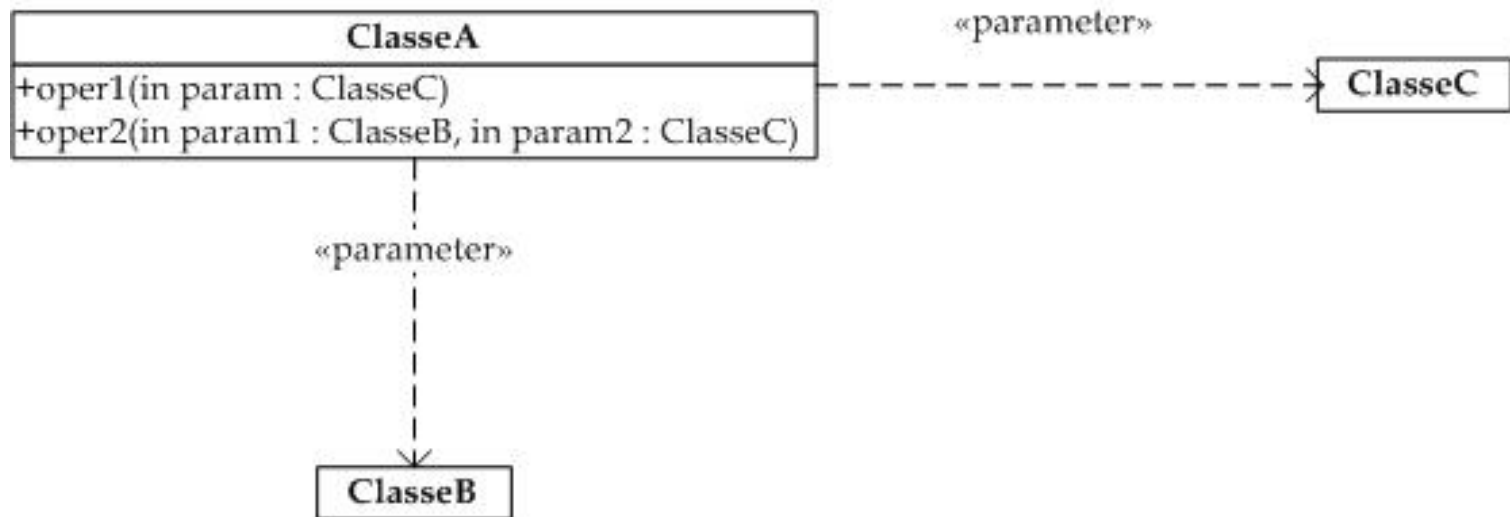 ClasseA
«parameter»
ClasseC
+oper1(in param : ClasseC)
+oper2(in param1 : ClasseB, in param2 : ClasseC)
«parameter»
ClasseB